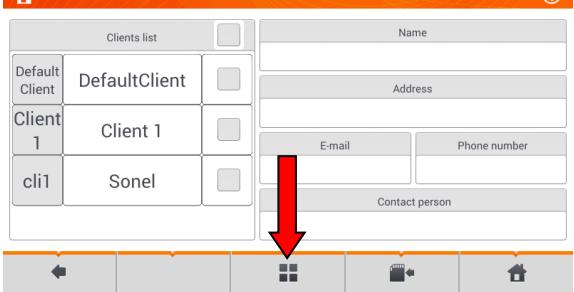 Clients list
Default Client
DefaultClient
Client 1
Client 1
cli1
Sonel
Name
Address
E-mail
Phone number
Contact person